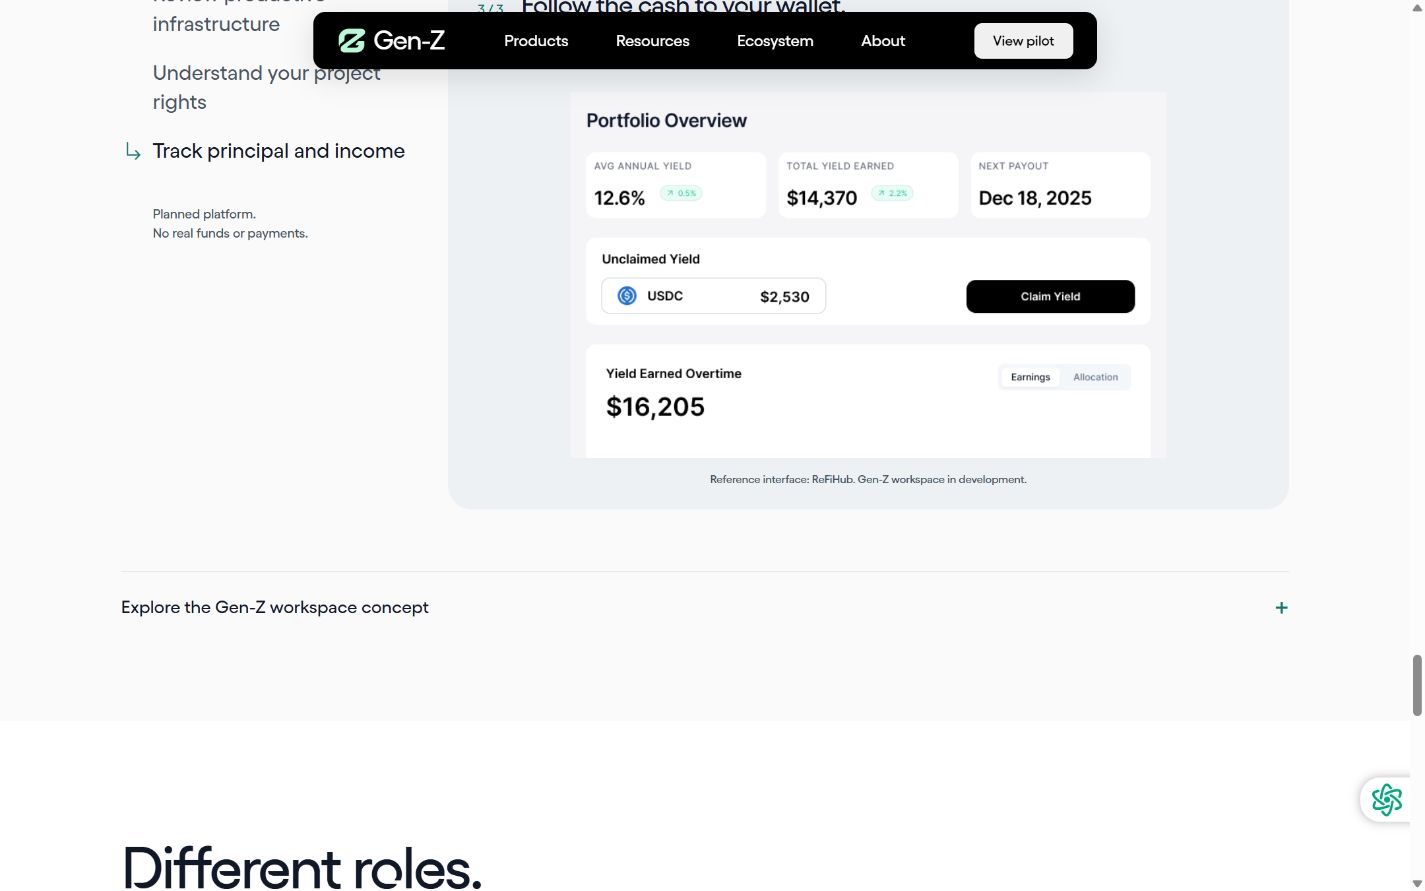 Review productive
infrastructure
Understand your project
rights
Track principal and income
Planned platform.
No real funds or payments.
3/3 Follow the cash to your wallet.
Gen-Z
Products
Resources
Ecosystem
About
View pilot
Portfolio Overview
AVG ANNUAL YIELD
12.6% 0.5%
TOTAL YIELD EARNED
$14,370 2.2%
NEXT PAYOUT
Dec 18, 2025
Unclaimed Yield
USDC $2,530
Claim Yield
Yield Earned Overtime
$16,205
Earnings Allocation
Reference interface: ReFiHub. Gen-Z workspace in development.
Explore the Gen-Z workspace concept
Different roles.